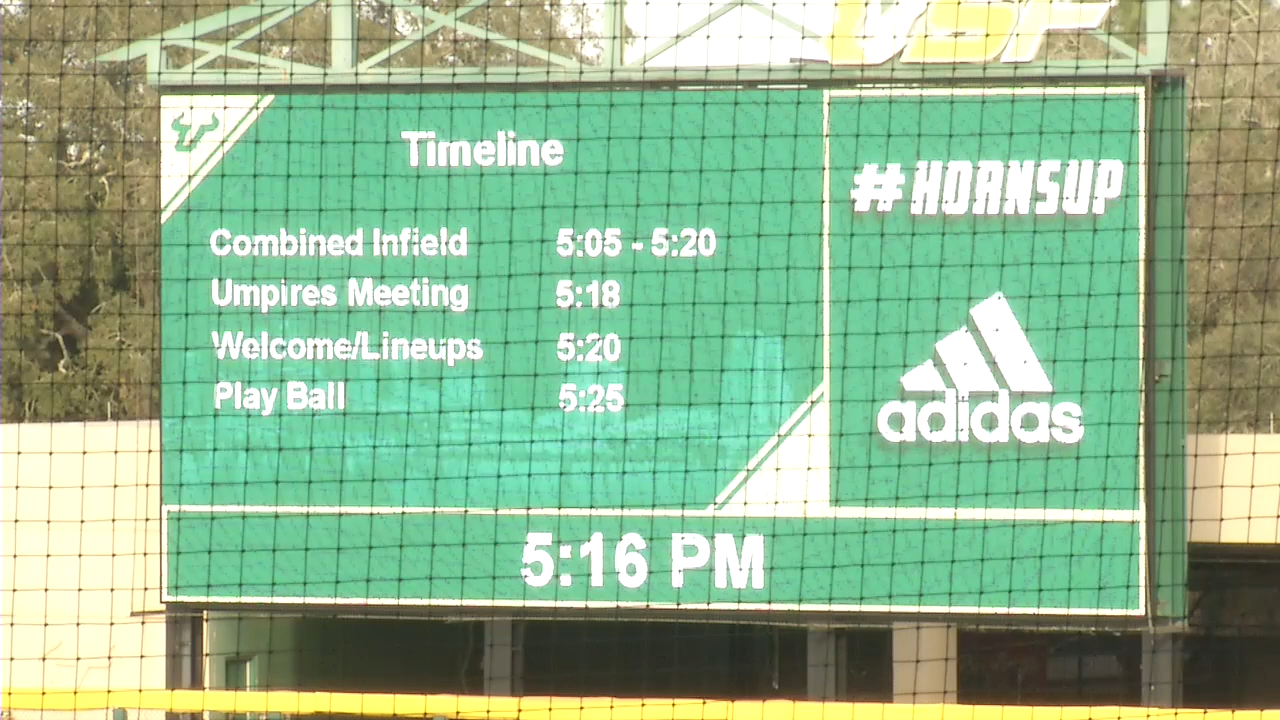 USF
Timeline
Combined Infield 5:05 - 5:20
Umpires Meeting 5:18
Welcome/Lineups 5:20
Play Ball 5:25
#HORNSUP
adidas
5:16 PM